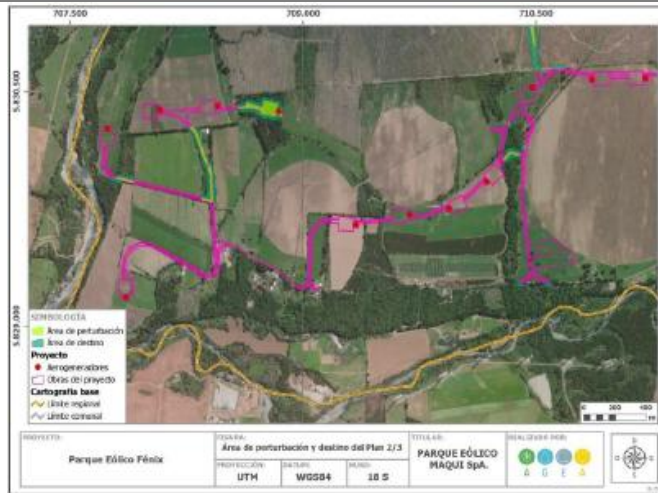 707.500 709.000 710.500
5.830.500
5.829.000
SIMBOLOGÍA
Área de perturbación
Área de destino
Proyecto
Aerogeneradores
Obras del proyecto
Cartografía base
Límite regional
Límite comunal
0 300 600
m
PROYECTO:
Parque Eólico Fénix
FIGURA:
Área de perturbación y destino del Plan 2/3
PROYECCIÓN:
UTM
DATUM:
WGS84
HUSO:
18 S
TITULAR:
PARQUE EÓLICO
MAQUI SpA.
REALIZADO POR:
A G E A